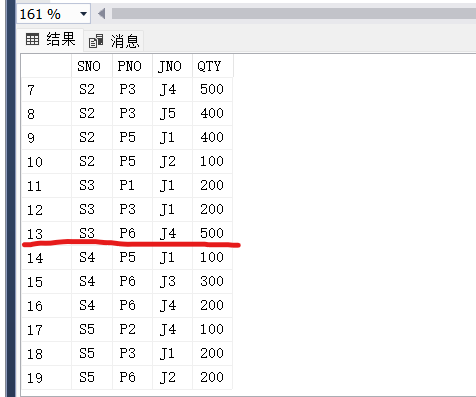 161 %
结果 消息
SNO PNO JNO QTY
7 S2 P3 J4 500
8 S2 P3 J5 400
9 S2 P5 J1 400
10 S2 P5 J2 100
11 S3 P1 J1 200
12 S3 P3 J1 200
13 S3 P6 J4 500
14 S4 P5 J1 100
15 S4 P6 J3 300
16 S4 P6 J4 200
17 S5 P2 J4 100
18 S5 P3 J1 200
19 S5 P6 J2 200